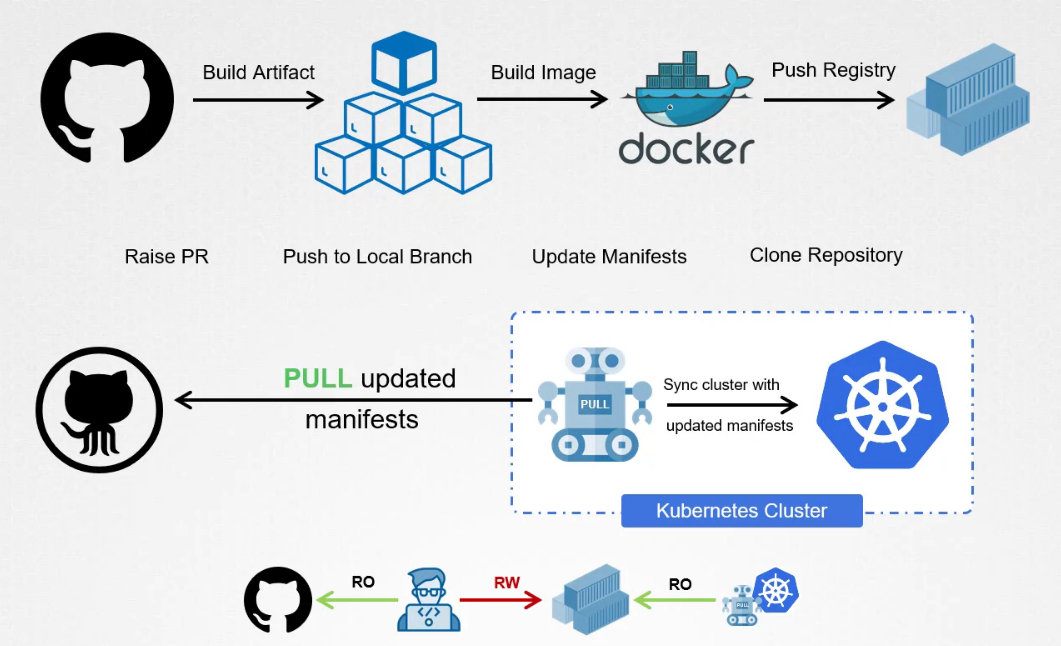 Build Artifact
Build Image
Push Registry
L
L
L
L
L
docker
Raise PR
Push to Local Branch
Update Manifests
Clone Repository
PULL updated
manifests
PULL
Sync cluster with
updated manifests
Kubernetes Cluster
RO
RW
RO
PULL